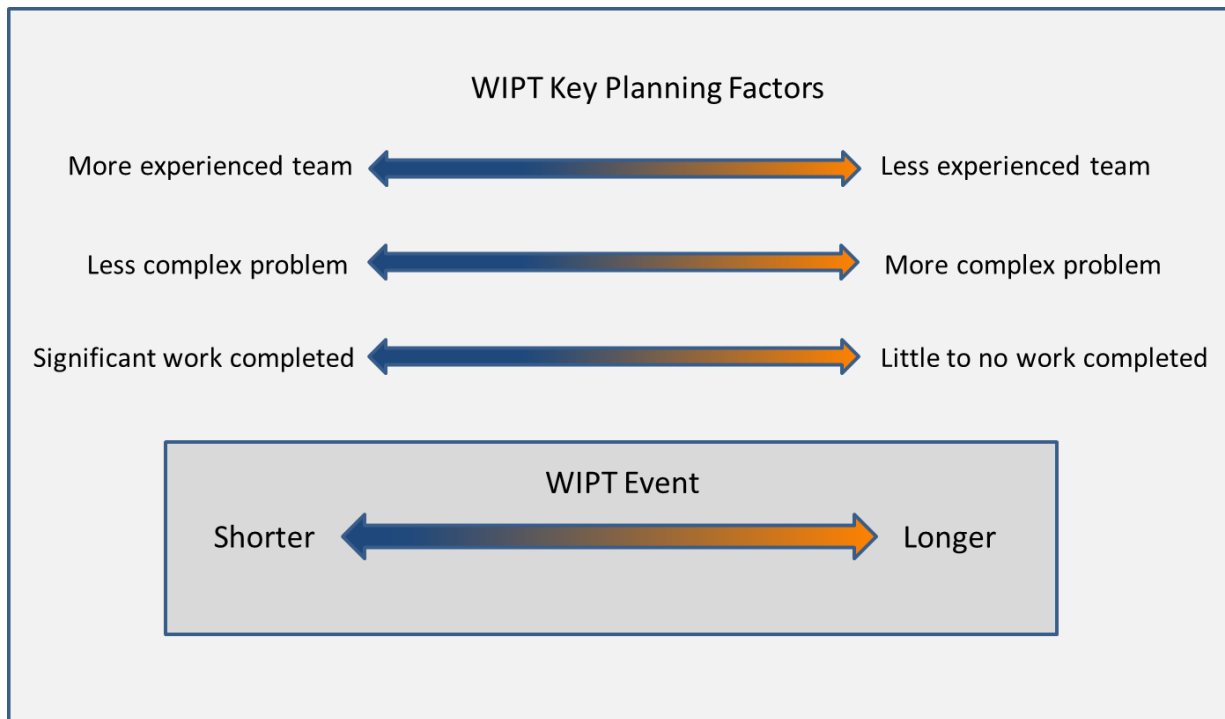 WIPT Key Planning Factors
More experienced team
Less experienced team
Less complex problem
More complex problem
Significant work completed
Little to no work completed
WIPT Event
Shorter
Longer